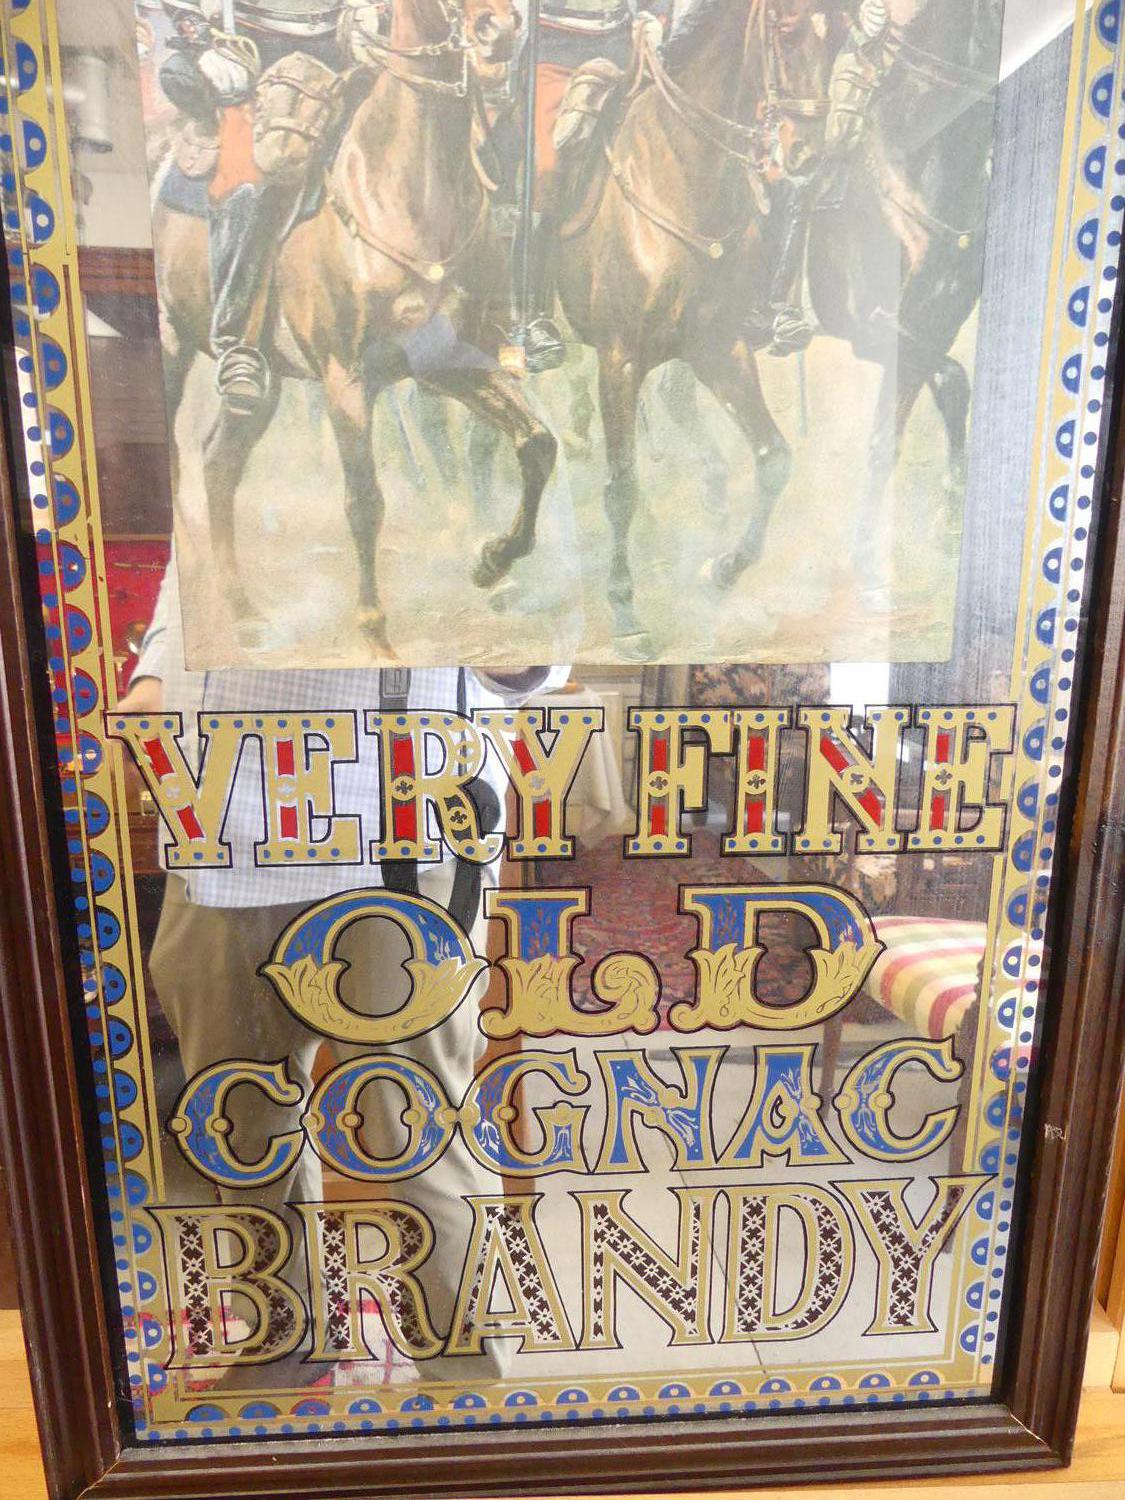 VERY FINE
OLD
COGNAC
BRANDY